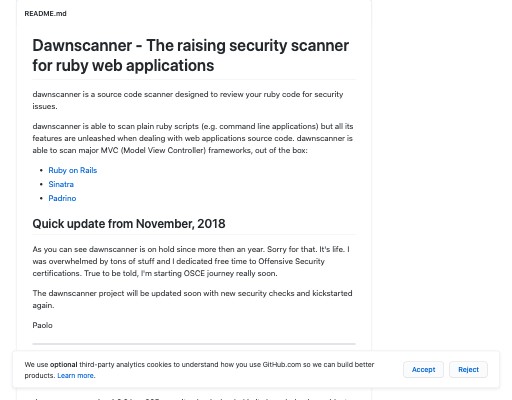 README.md
Dawnscanner - The raising security scanner
for ruby web applications
dawnscanner is a source code scanner designed to review your ruby code for security
issues.
dawnscanner is able to scan plain ruby scripts (e.g. command line applications) but all its
features are unleashed when dealing with web applications source code. dawnscanner is
able to scan major MVC (Model View Controller) frameworks, out of the box:
• Ruby on Rails
• Sinatra
• Padrino
Quick update from November, 2018
As you can see dawnscanner is on hold since more then an year. Sorry for that. It's life. I
was overwhelmed by tons of stuff and I dedicated free time to Offensive Security
certifications. True to be told, I'm starting OSCE journey really soon.
The dawnscanner project will be updated soon with new security checks and kickstarted
again.
Paolo
We use optional third-party analytics cookies to understand how you use GitHub.com so we can build better
products. Learn more.
Accept
Reject